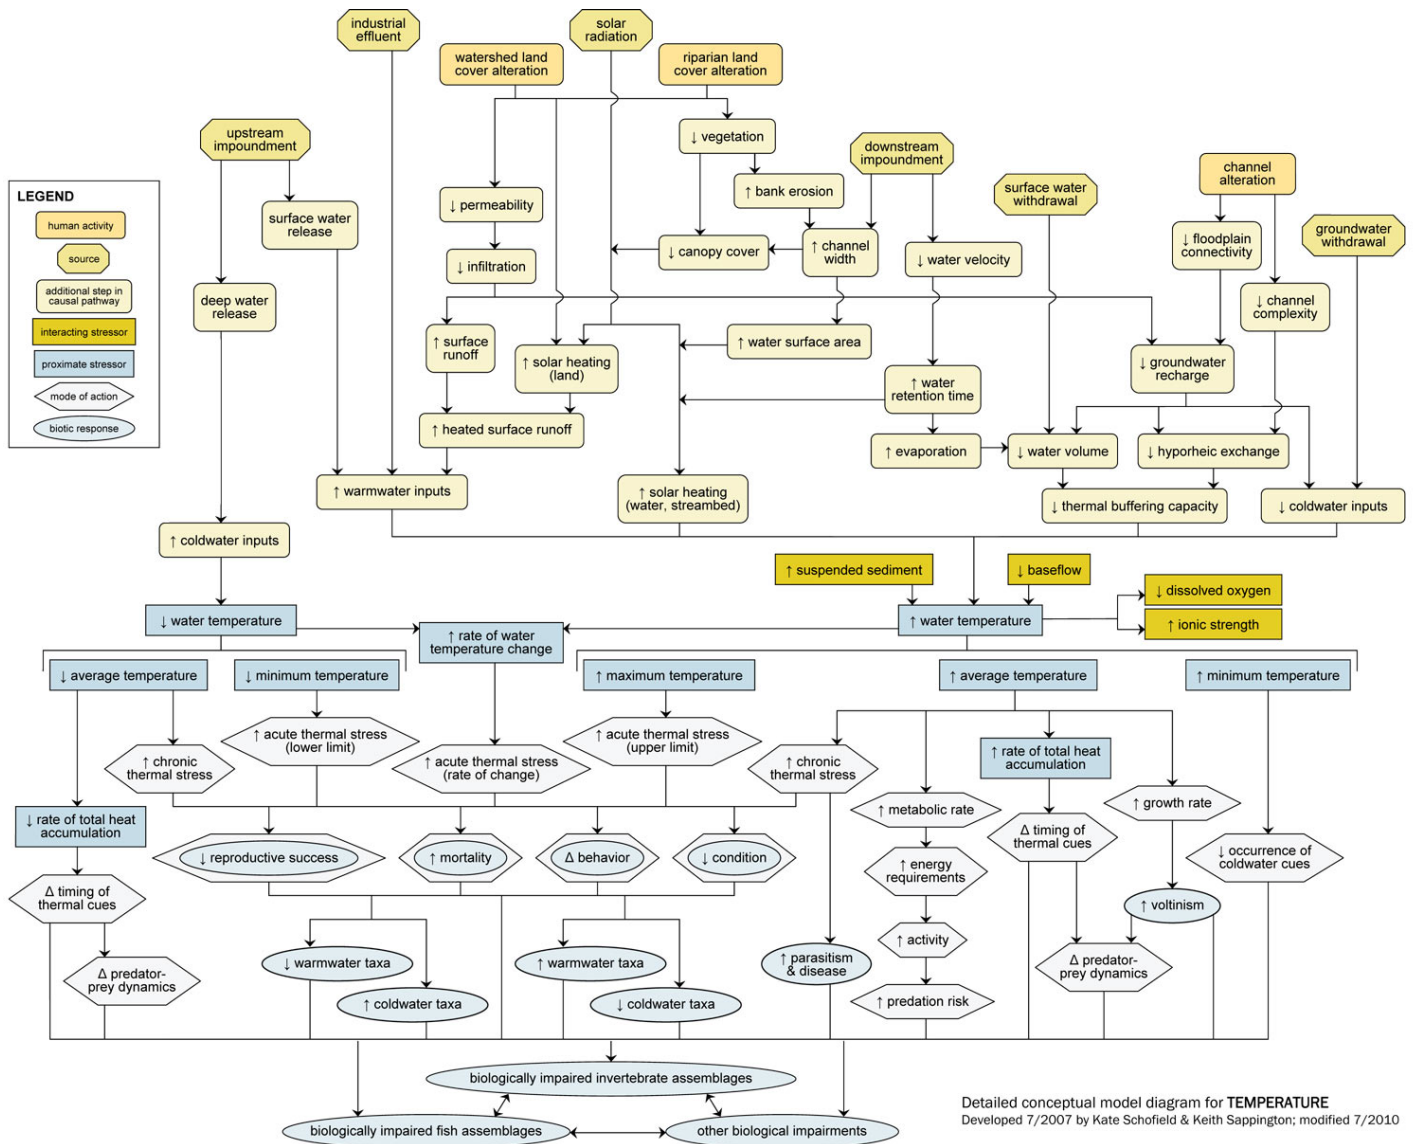 industrial
effluent
solar
radiation
watershed land
cover alteration
riparian land
cover alteration
upstream
impoundment
↓ vegetation
downstream
impoundment
channel
alteration
LEGEND
human activity
source
additional step in
causal pathway
interacting stressor
proximate stressor
mode of action
biotic response
surface water
release
↓ permeability
↑ bank erosion
surface water
withdrawal
groundwater
withdrawal
↓ infiltration
↓ canopy cover
↑ channel
width
↓ water velocity
↓ floodplain
connectivity
deep water
release
↓ channel
complexity
↑ surface
runoff
↑ solar heating
(land)
↑ water surface area
↓ groundwater
recharge
↑ water
retention time
↑ heated surface runoff
↑ evaporation
↓ water volume
↓ hyporheic exchange
↑ warmwater inputs
↑ solar heating
(water, streambed)
↓ thermal buffering capacity
↓ coldwater inputs
↑ coldwater inputs
↑ suspended sediment
↓ baseflow
↓ dissolved oxygen
↑ ionic strength
↓ water temperature
↑ rate of water
temperature change
↑ water temperature
↓ average temperature
↓ minimum temperature
↑ maximum temperature
↑ average temperature
↑ minimum temperature
↑ chronic
thermal stress
↑ acute thermal stress
(lower limit)
↑ acute thermal stress
(rate of change)
↑ acute thermal stress
(upper limit)
↑ chronic
thermal stress
↑ rate of total heat
accumulation
↓ rate of total heat
accumulation
↑ metabolic rate
Δ timing of
thermal cues
↑ growth rate
↓ reproductive success
↑ mortality
Δ behavior
↓ condition
↑ energy
requirements
↓ occurrence of
coldwater cues
Δ timing of
thermal cues
↑ voltinism
↑ activity
Δ predator-
prey dynamics
↓ warmwater taxa
↑ coldwater taxa
↑ warmwater taxa
↓ coldwater taxa
↑ parasitism
& disease
↑ predation risk
Δ predator-
prey dynamics
biologically impaired invertebrate assemblages
biologically impaired fish assemblages
other biological impairments
Detailed conceptual model diagram for TEMPERATURE
Developed 7/2007 by Kate Schofield & Keith Sappington; modified 7/2010